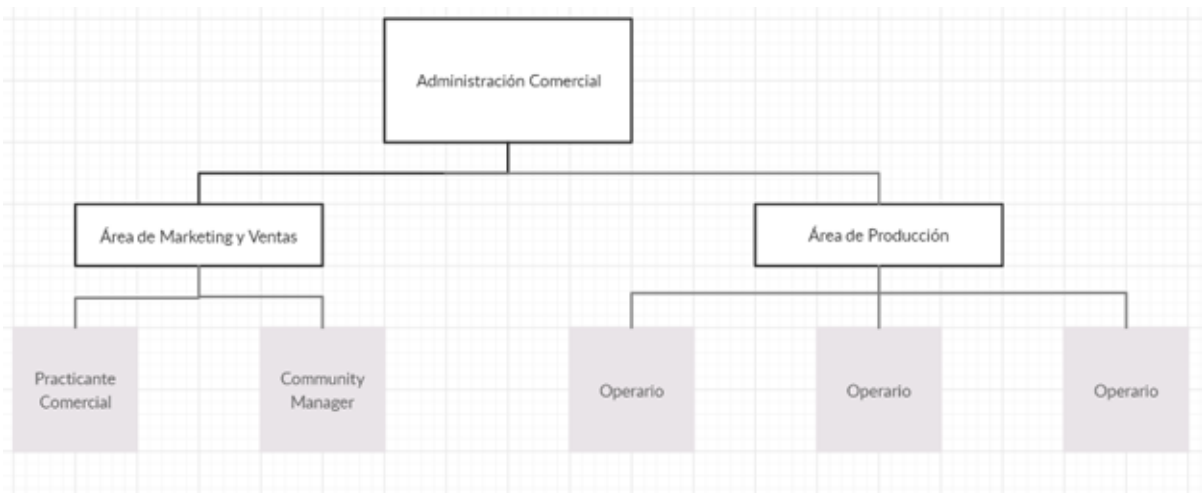 Administración Comercial
Área de Marketing y Ventas
Área de Producción
Practicante
Comercial
Community
Manager
Operario
Operario
Operario